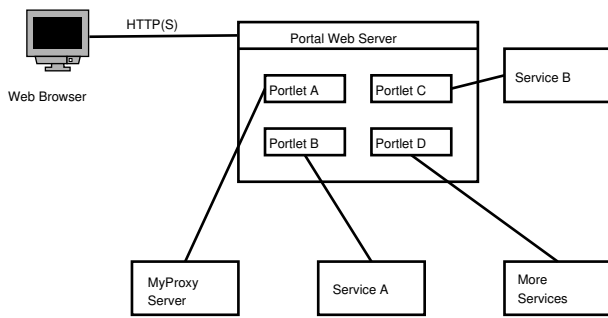 HTTP(S)
Portal Web Server
Web Browser
Portlet A
Portlet C
Service B
Portlet B
Portlet D
MyProxy
Server
Service A
More
Services